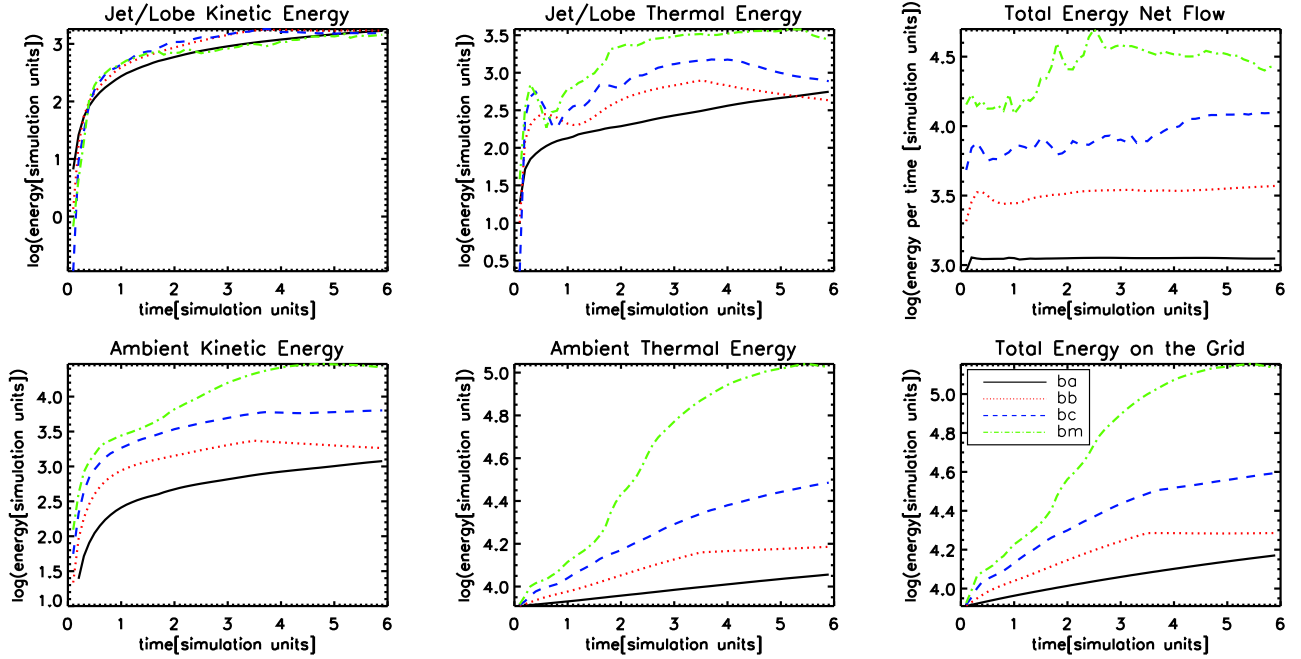 Jet/Lobe Kinetic Energy
log(energy[simulation units])
3
2
1
0
0 1 2 3 4 5 6
time[simulation units]
Jet/Lobe Thermal Energy
log(energy[simulation units])
3.5
3.0
2.5
2.0
1.5
1.0
0.5
0 1 2 3 4 5 6
time[simulation units]
Total Energy Net Flow
log(energy per time [simulation units])
4.5
4.0
3.5
3.0
0 1 2 3 4 5 6
time[simulation units]
Ambient Kinetic Energy
log(energy[simulation units])
4.0
3.5
3.0
2.5
2.0
1.5
1.0
0 1 2 3 4 5 6
time[simulation units]
Ambient Thermal Energy
log(energy[simulation units])
5.0
4.8
4.6
4.4
4.2
4.0
0 1 2 3 4 5 6
time[simulation units]
Total Energy on the Grid
log(energy[simulation units])
5.0
4.8
4.6
4.4
4.2
4.0
ba
bb
bc
bm
0 1 2 3 4 5 6
time[simulation units]